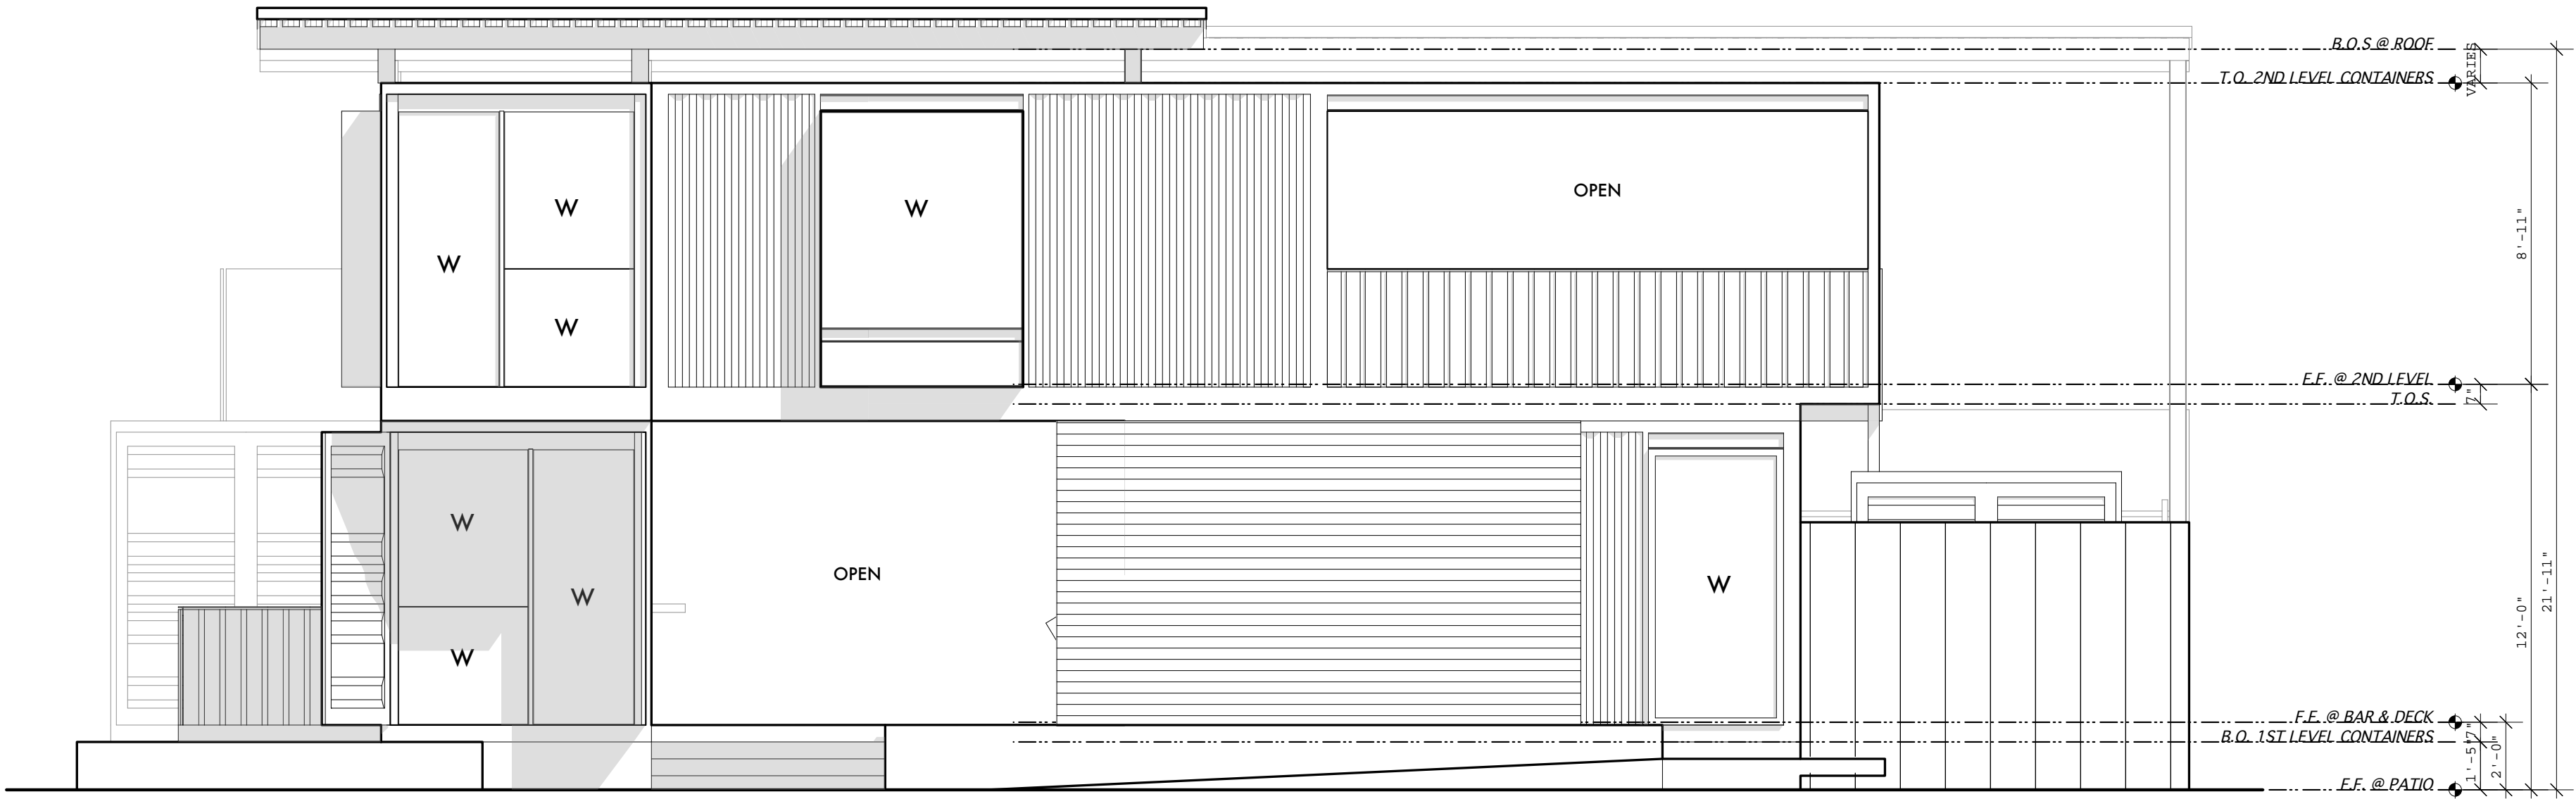 B.O.S @ ROOF
VARIES
T.O. 2ND LEVEL CONTAINERS
OPEN
W
W
W
W
8'-11"
F.F. @ 2ND LEVEL
7"
T.O.S.
W
OPEN
W
W
W
12'-0"
21'-11"
F.F. @ BAR & DECK
7"
B.O. 1ST LEVEL CONTAINERS
1'-5"
2'-0"
F.F. @ PATIO